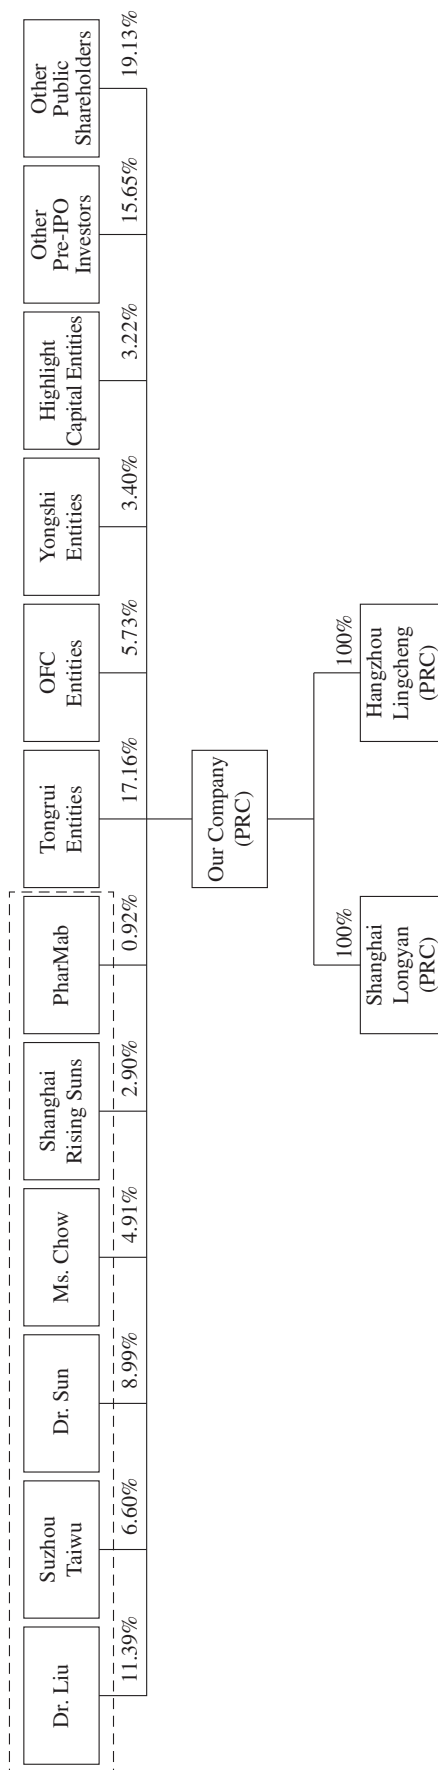 Dr. Liu
Suzhou
Taiwu
Dr. Sun
Ms. Chow
Shanghai
Rising Suns
PharMab
Tongrui
Entities
OFC
Entities
Yongshi
Entities
Highlight
Capital Entities
Other
Pre-IPO
Investors
Other
Public
Shareholders
11.39%
6.60%
8.99%
4.91%
2.90%
0.92%
17.16%
5.73%
3.40%
3.22%
15.65%
19.13%
Our Company
(PRC)
100%
100%
Shanghai
Longyan
(PRC)
Hangzhou
Lingcheng
(PRC)